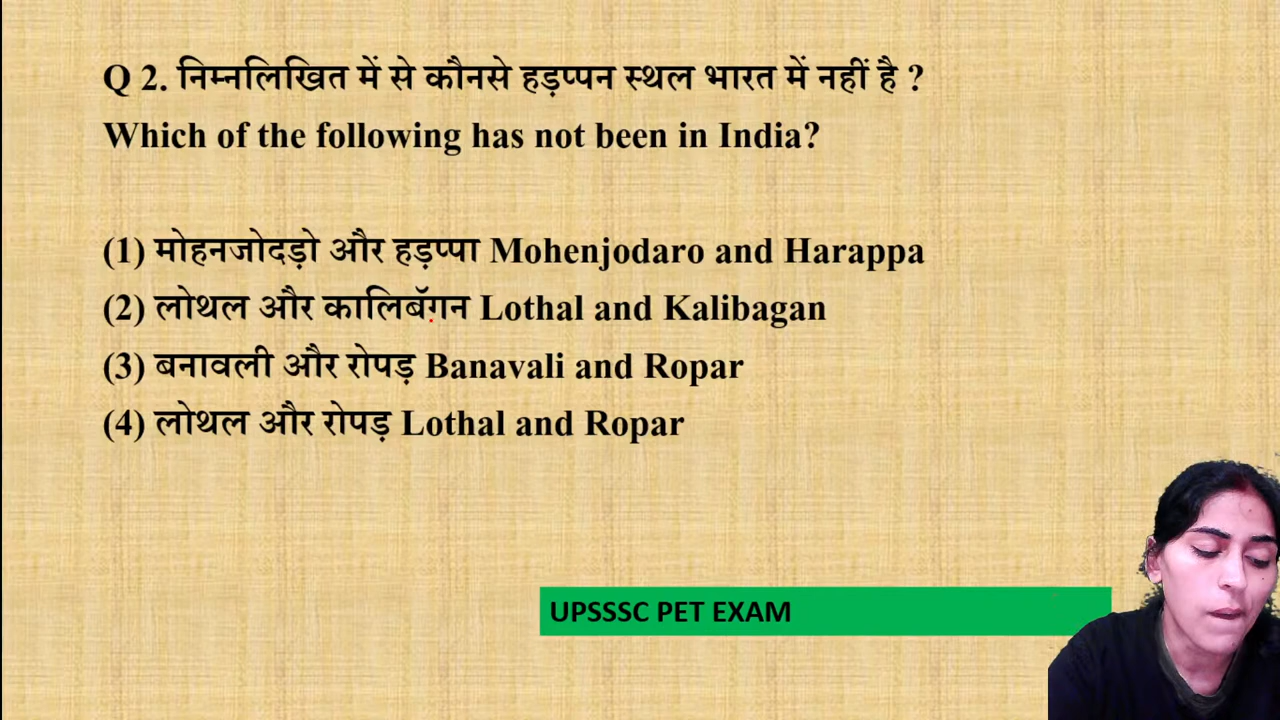 Q 2. निम्नलिखित में से कौनसे हड़प्पन स्थल भारत में नहीं है ?
Which of the following has not been in India?
(1) मोहनजोदड़ो और हड़प्पा Mohenjodaro and Harappa
(2) लोथल और कालिबॅगन Lothal and Kalibagan
(3) बनावली और रोपड़ Banavali and Ropar
(4) लोथल और रोपड़ Lothal and Ropar
UPSSSC PET EXAM